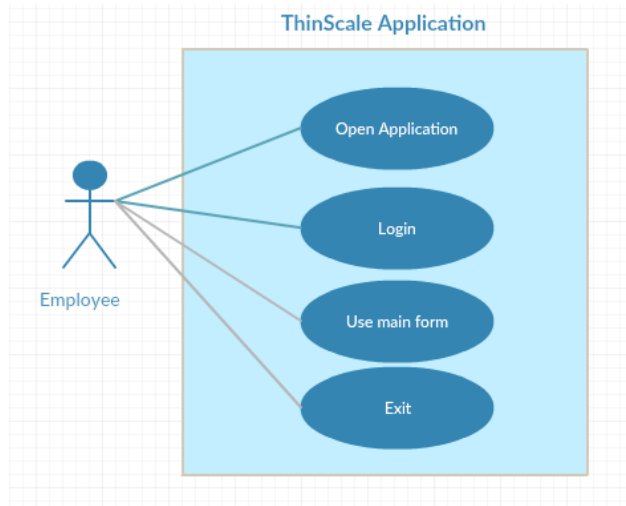 ThinScale Application
Open Application
Login
Employee
Use main form
Exit